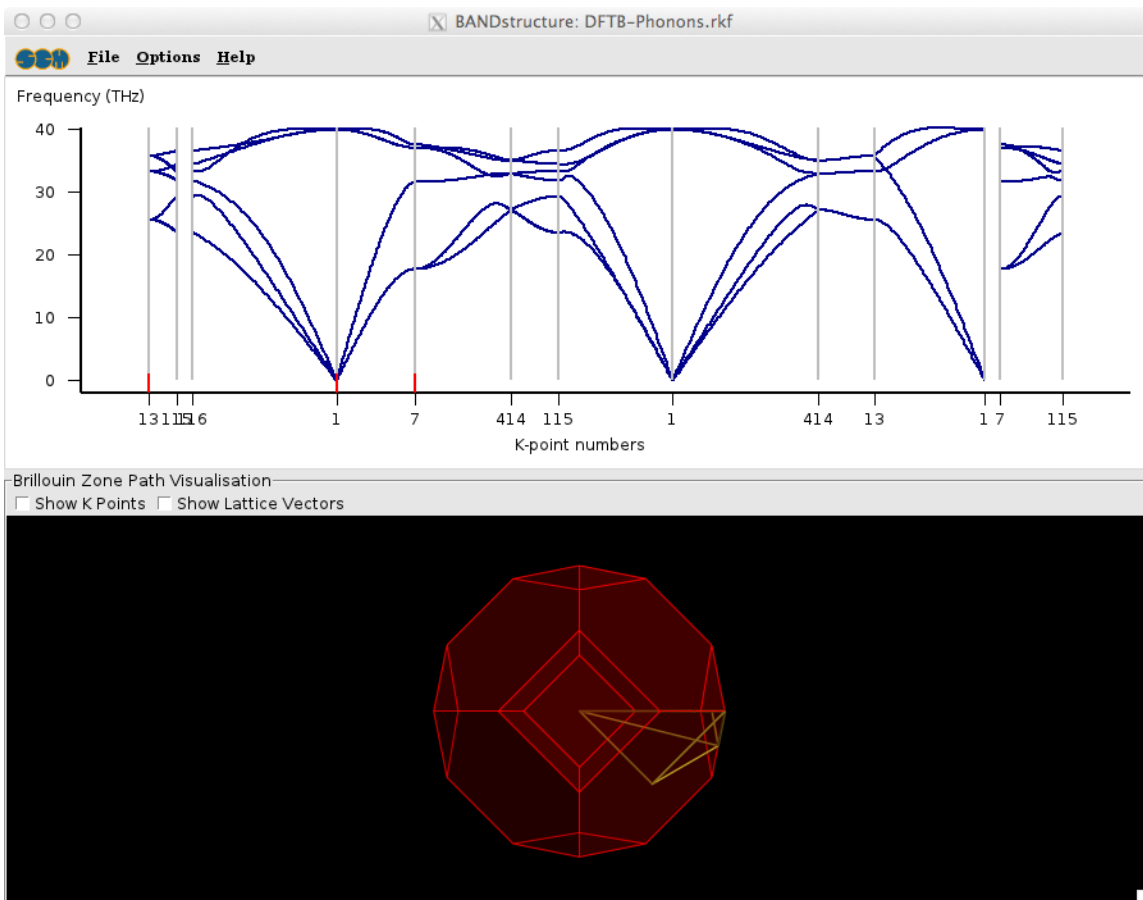 BANDstructure: DFTB-Phonons.rkf
SCM File Options Help
Frequency (THz)
40
30
20
10
0
1 7 414 115 1 414 13 1 7 115
K-point numbers
Brillouin Zone Path Visualisation
Show K Points Show Lattice Vectors